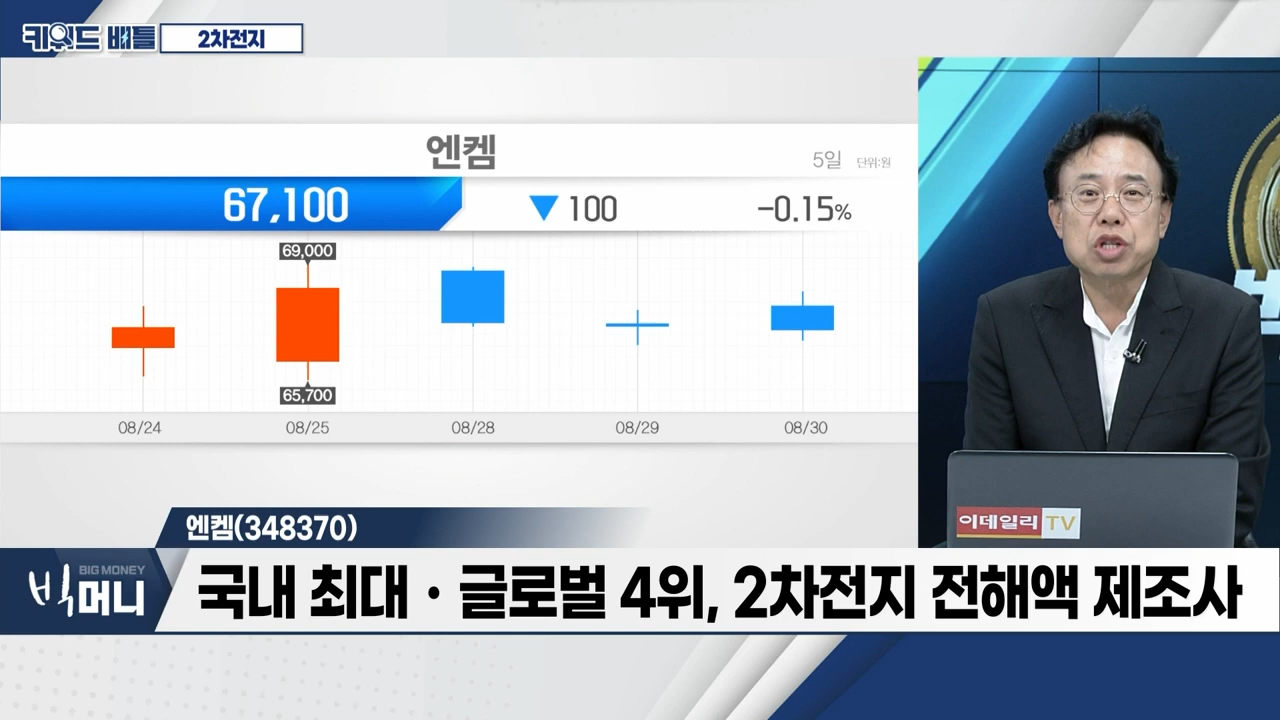 키워드 배틀
2차전지
엔켐
5일 단위:원
67,100 ▼100 -0.15%
69,000
65,700
08/24 08/25 08/28 08/29 08/30
이데일리TV
엔켐(348370)
BIG MONEY
빅머니
국내 최대·글로벌 4위, 2차전지 전해액 제조사